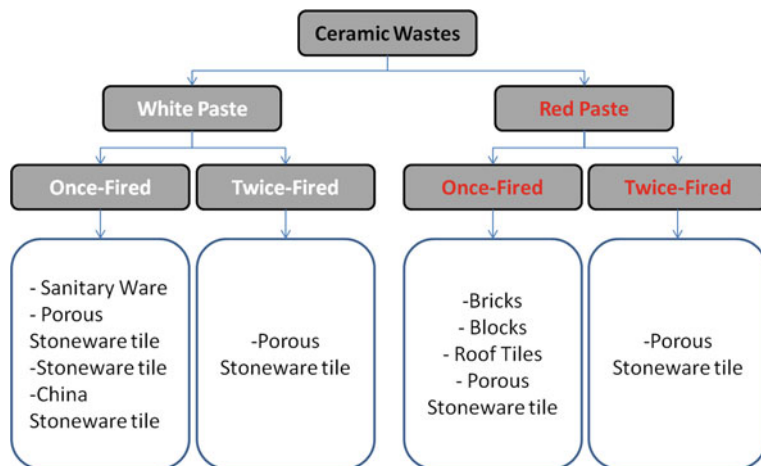 Ceramic Wastes
White Paste
Red Paste
Once-Fired
Twice-Fired
Once-Fired
Twice-Fired
- Sanitary Ware
- Porous
Stoneware tile
-Stoneware tile
-China
Stoneware tile
-Porous
Stoneware tile
-Bricks
- Blocks
- Roof Tiles
- Porous
Stoneware tile
-Porous
Stoneware tile